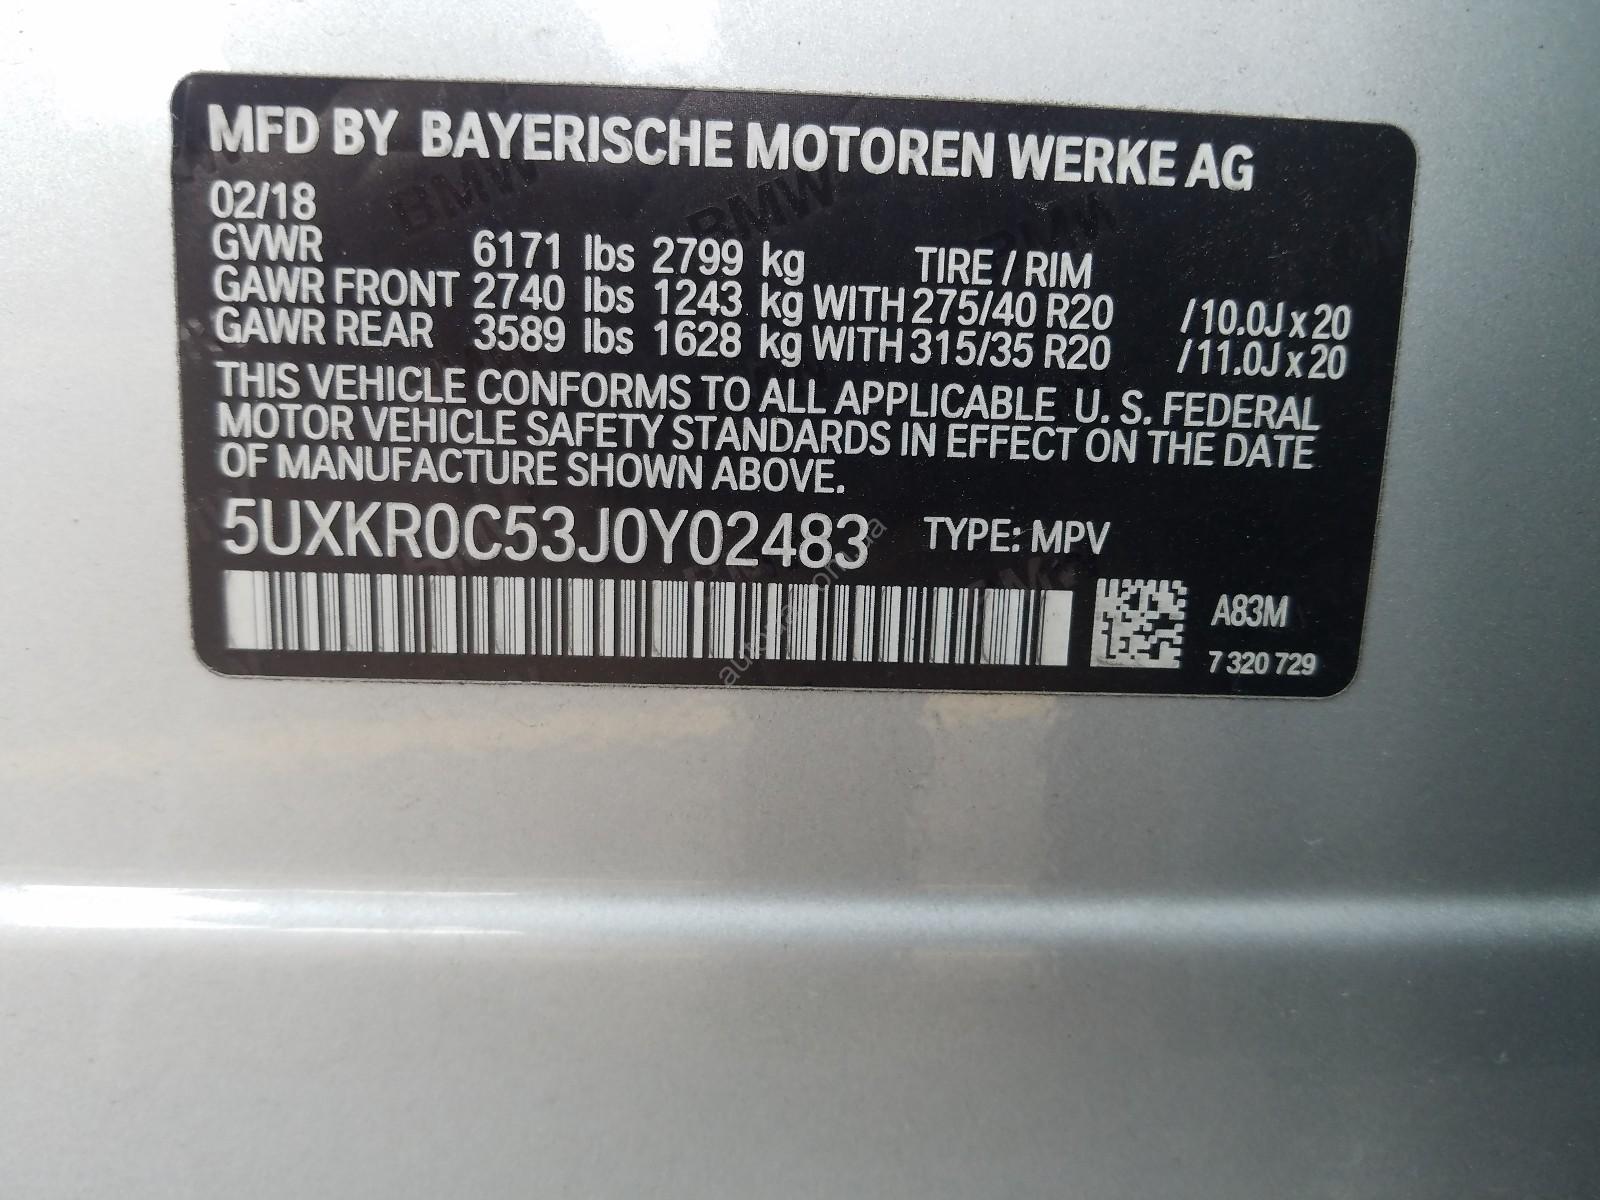 MFD BY BAYERISCHE MOTOREN WERKE AG
02/18
GVWR 6171 lbs 2799 kg TIRE / RIM
GAWR FRONT 2740 lbs 1243 kg WITH 275/40 R20 / 10.0J x 20
GAWR REAR 3589 lbs 1628 kg WITH 315/35 R20 / 11.0J x 20
THIS VEHICLE CONFORMS TO ALL APPLICABLE U. S. FEDERAL
MOTOR VEHICLE SAFETY STANDARDS IN EFFECT ON THE DATE
OF MANUFACTURE SHOWN ABOVE.
5UXKR0C53J0Y02483 TYPE: MPV
A83M
7 320 729